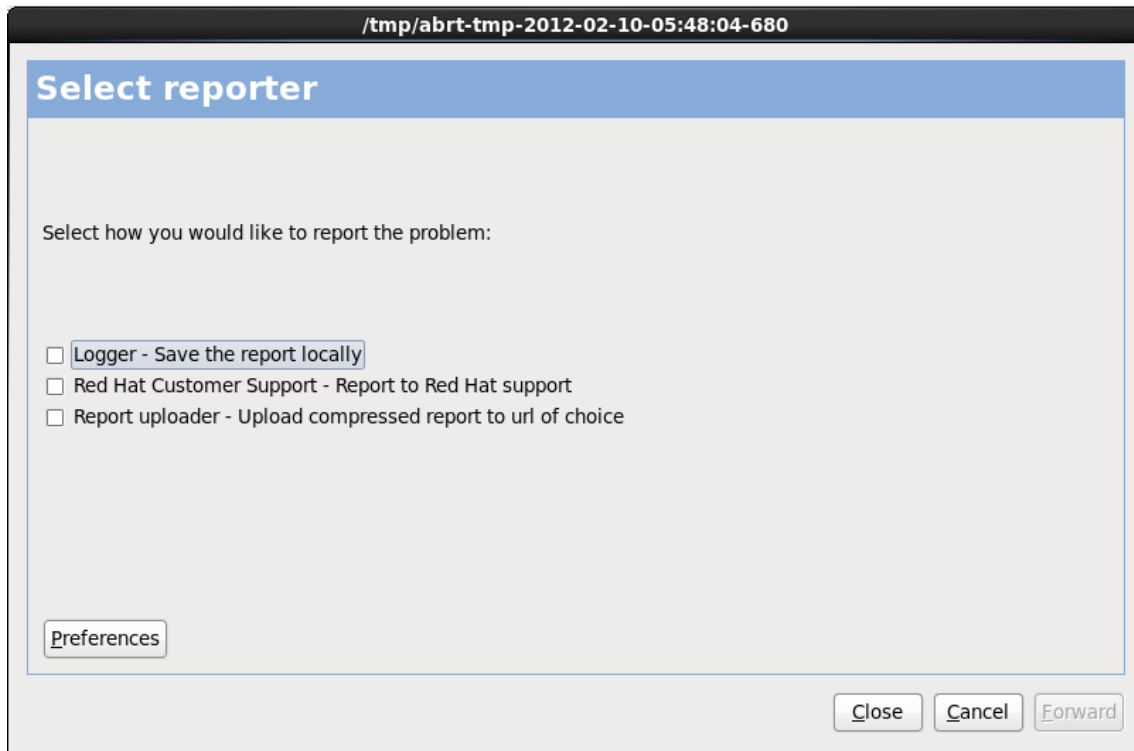 /tmp/abrt-tmp-2012-02-10-05:48:04-680
Select reporter
Select how you would like to report the problem:
Logger - Save the report locally
Red Hat Customer Support - Report to Red Hat support
Report uploader - Upload compressed report to url of choice
Preferences
Close Cancel Forward